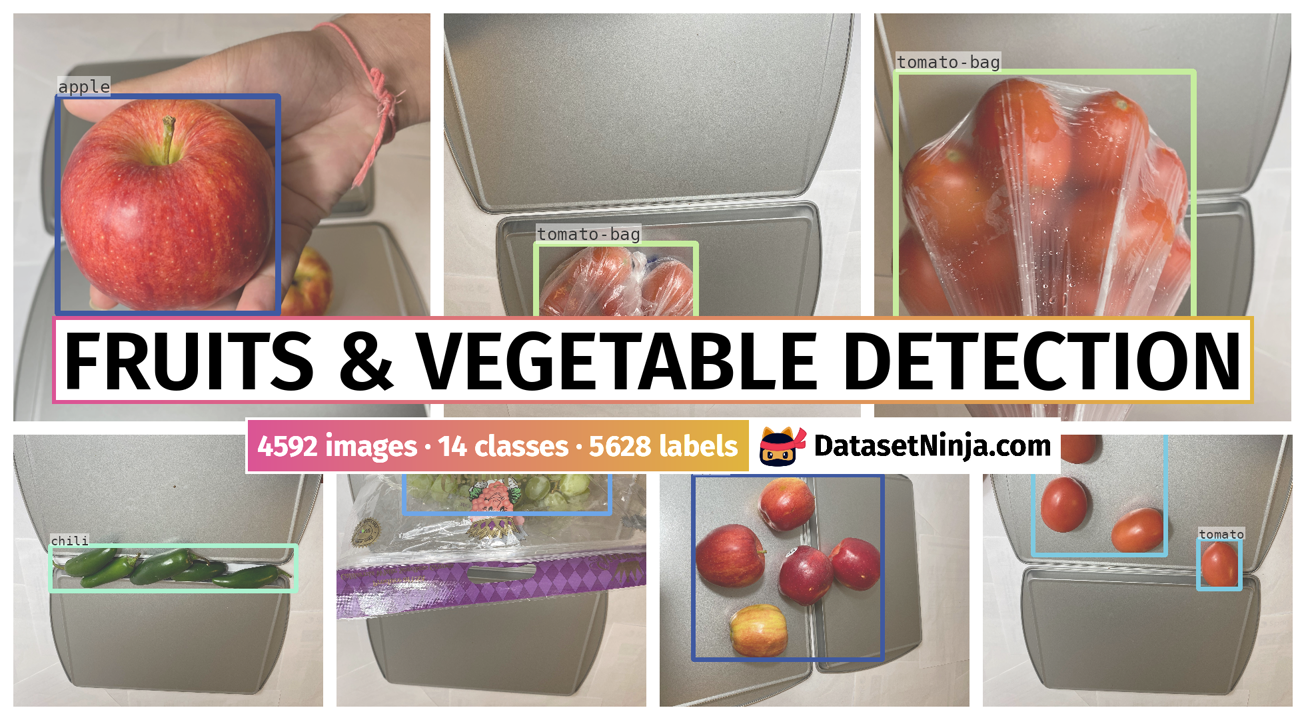 apple
tomato-bag
tomato-bag
FRUITS & VEGETABLE DETECTION
4592 images · 14 classes · 5628 labels
DatasetNinja.com
chili
tomato